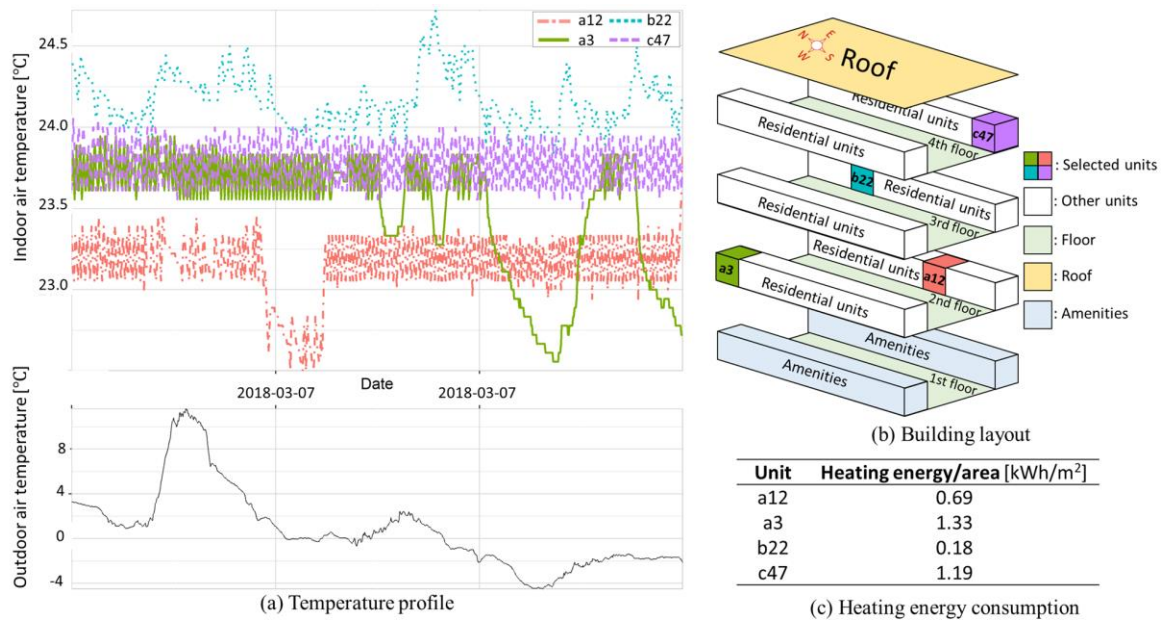 a12
b22
a3
c47
24.5
24.0
23.5
23.0
Indoor air temperature [°C]
Date
2018-03-07
2018-03-07
8
4
0
-4
Outdoor air temperature [°C]
(a) Temperature profile
N
E
W
S
Roof
Residential units
c47
Residential units
4th floor
b22
Residential units
Residential units
3rd floor
Residential units
a3
a12
Residential units
2nd floor
Amenities
Amenities
1st floor
: Selected units
: Other units
: Floor
: Roof
: Amenities
(b) Building layout
Unit Heating energy/area [kWh/m²]
a12 0.69
a3 1.33
b22 0.18
c47 1.19
(c) Heating energy consumption